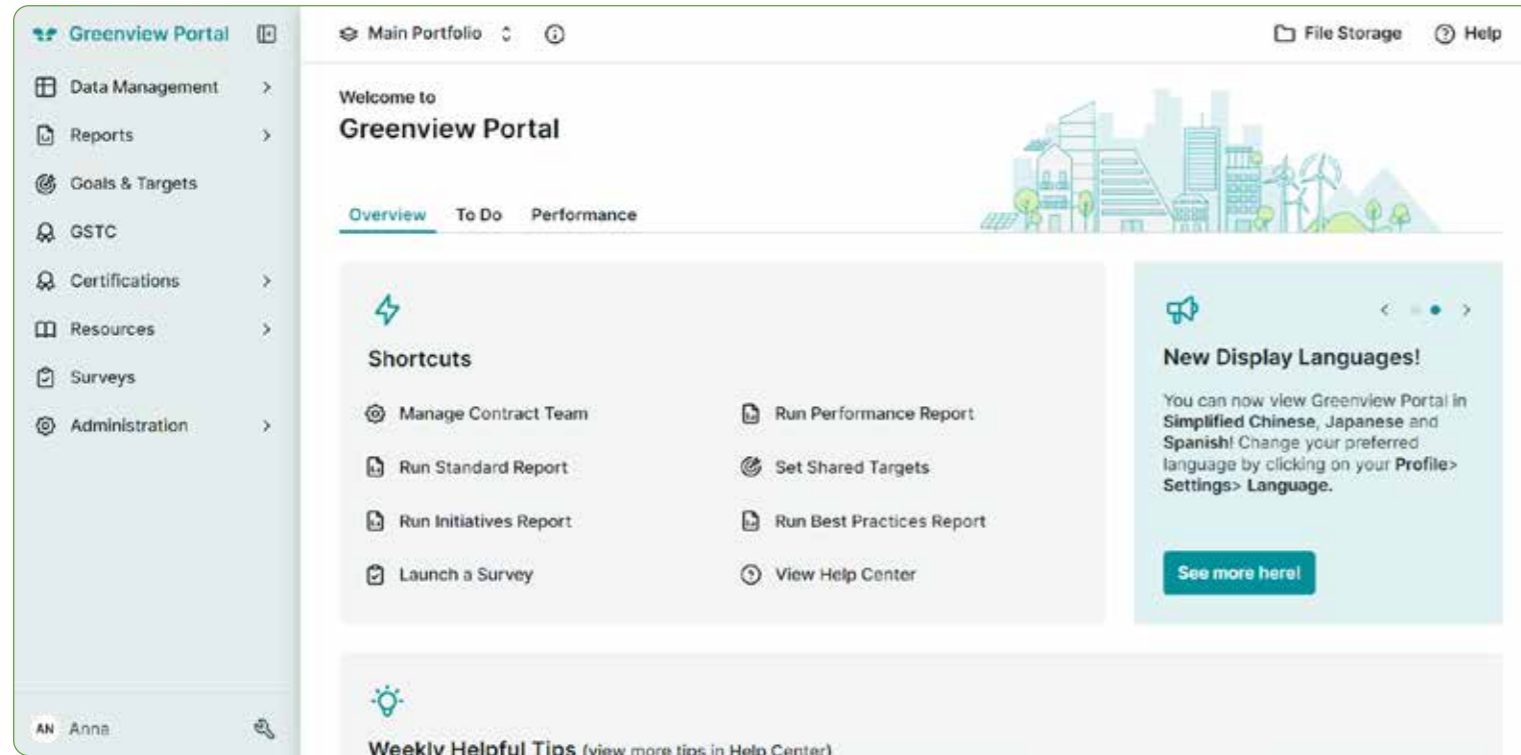 Greenview Portal
Data Management
Reports
Goals & Targets
GSTC
Certifications
Resources
Surveys
Administration
AN Anna
Main Portfolio
File Storage
Help
Welcome to
Greenview Portal
Overview To Do Performance
Shortcuts
Manage Contract Team
Run Performance Report
Run Standard Report
Set Shared Targets
Run Initiatives Report
Run Best Practices Report
Launch a Survey
View Help Center
New Display Languages!
You can now view Greenview Portal in
Simplified Chinese, Japanese and
Spanish! Change your preferred
language by clicking on your Profile>
Settings> Language.
See more here!
Weekly Helpful Tips (view more tips in Help Center)